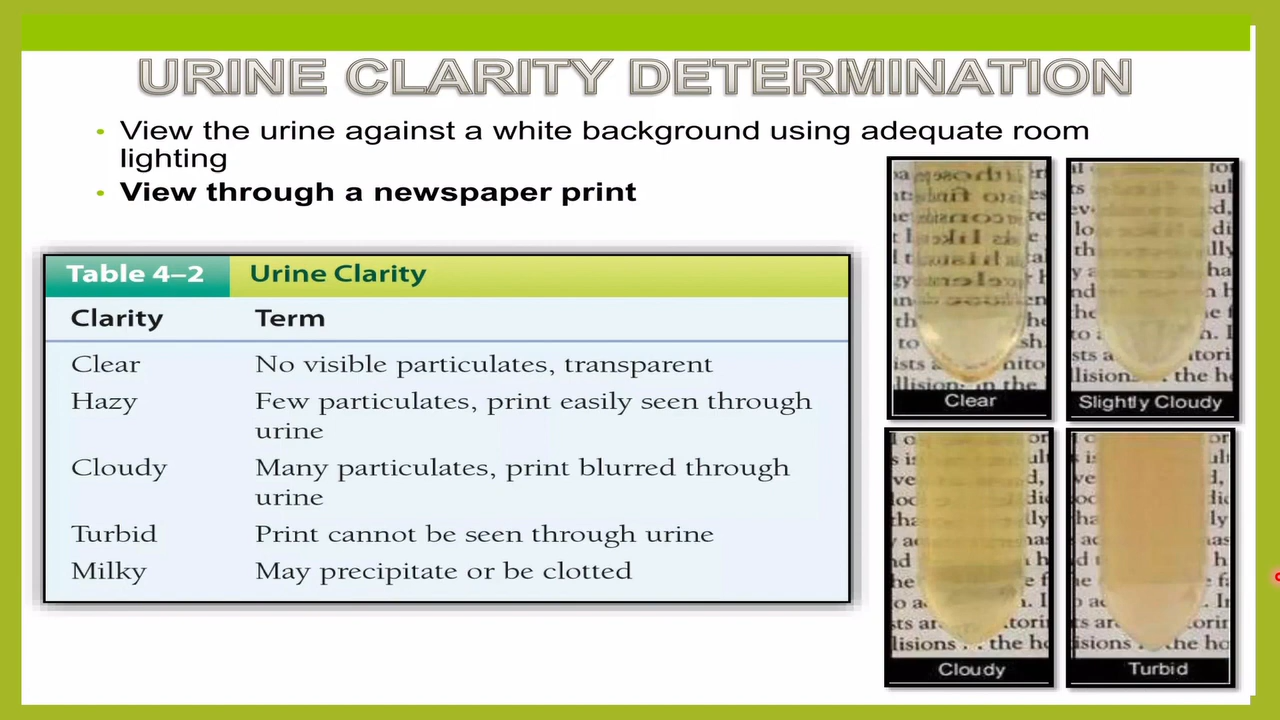 URINE CLARITY DETERMINATION
• View the urine against a white background using adequate room
lighting
• View through a newspaper print
Table 4–2 Urine Clarity
Clarity Term
Clear No visible particulates, transparent
Hazy Few particulates, print easily seen through
urine
Cloudy Many particulates, print blurred through
urine
Turbid Print cannot be seen through urine
Milky May precipitate or be clotted
Clear
Slightly Cloudy
Cloudy
Turbid